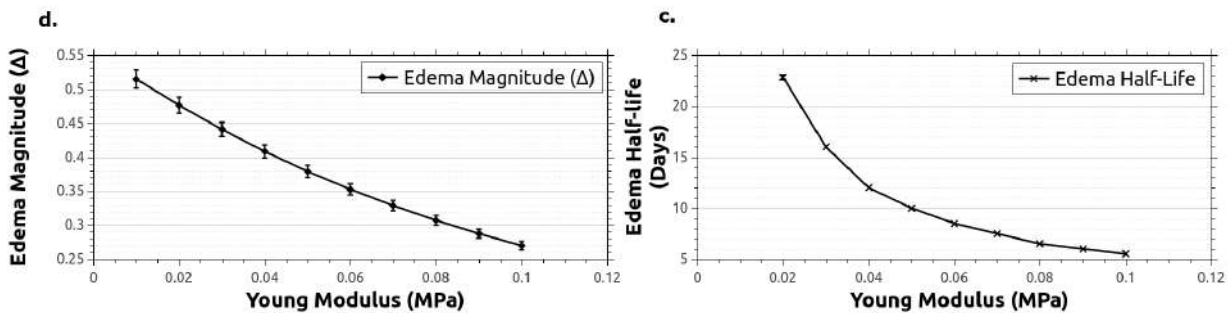 d.
Edema Magnitude (Δ)
0.55
0.5
0.45
0.4
0.35
0.3
0.25
Edema Magnitude (Δ)
0
0.02
0.04
0.06
0.08
0.1
0.12
Young Modulus (MPa)
c.
Edema Half-life
(Days)
25
20
15
10
5
Edema Half-Life
0
0.02
0.04
0.06
0.08
0.1
0.12
Young Modulus (MPa)